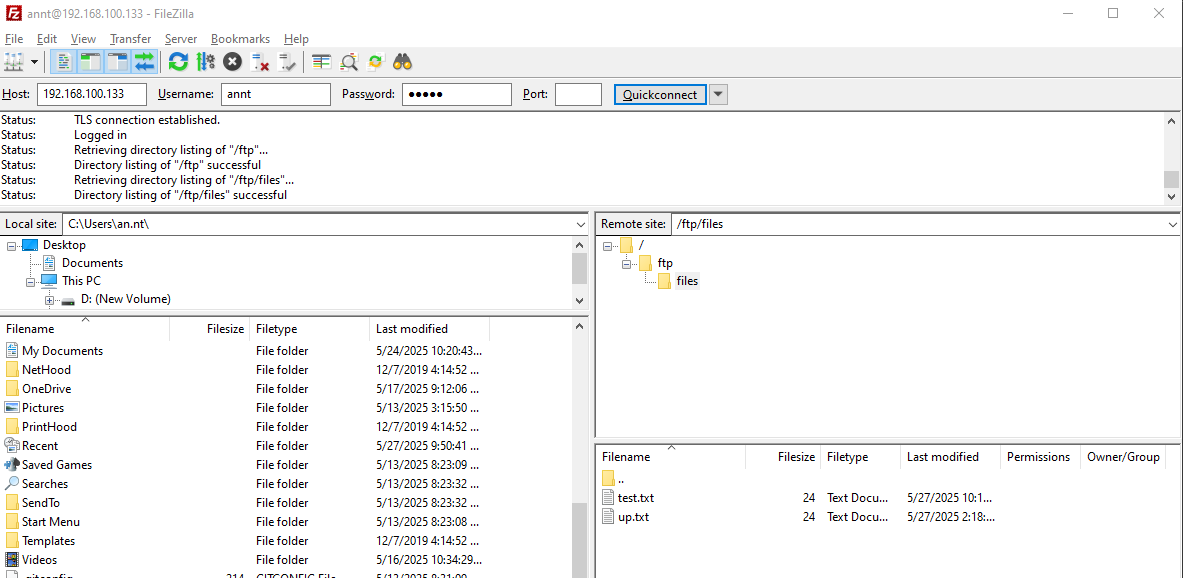 annt@192.168.100.133 - FileZilla
File Edit View Transfer Server Bookmarks Help
Host: 192.168.100.133 Username: annt Password: ●●●●● Port: Quickconnect
Status: TLS connection established.
Status: Logged in
Status: Retrieving directory listing of "/ftp"...
Status: Directory listing of "/ftp" successful
Status: Retrieving directory listing of "/ftp/files"...
Status: Directory listing of "/ftp/files" successful
Local site: C:\Users\an.nt\
Desktop
Documents
This PC
D: (New Volume)
Filename Filesize Filetype Last modified
My Documents File folder 5/24/2025 10:20:43...
NetHood File folder 12/7/2019 4:14:52 ...
OneDrive File folder 5/17/2025 9:12:06 ...
Pictures File folder 5/13/2025 3:15:50 ...
PrintHood File folder 12/7/2019 4:14:52 ...
Recent File folder 5/27/2025 9:50:41 ...
Saved Games File folder 5/13/2025 8:23:09 ...
Searches File folder 5/13/2025 8:23:32 ...
SendTo File folder 5/13/2025 8:23:32 ...
Start Menu File folder 5/13/2025 8:23:08 ...
Templates File folder 12/7/2019 4:14:52 ...
Videos File folder 5/16/2025 10:34:29...
.gitconfig 314 GITCONFIG File
Remote site: /ftp/files
/
ftp
files
Filename Filesize Filetype Last modified Permissions Owner/Group
..
test.txt 24 Text Docu... 5/27/2025 10:1...
up.txt 24 Text Docu... 5/27/2025 2:18:...